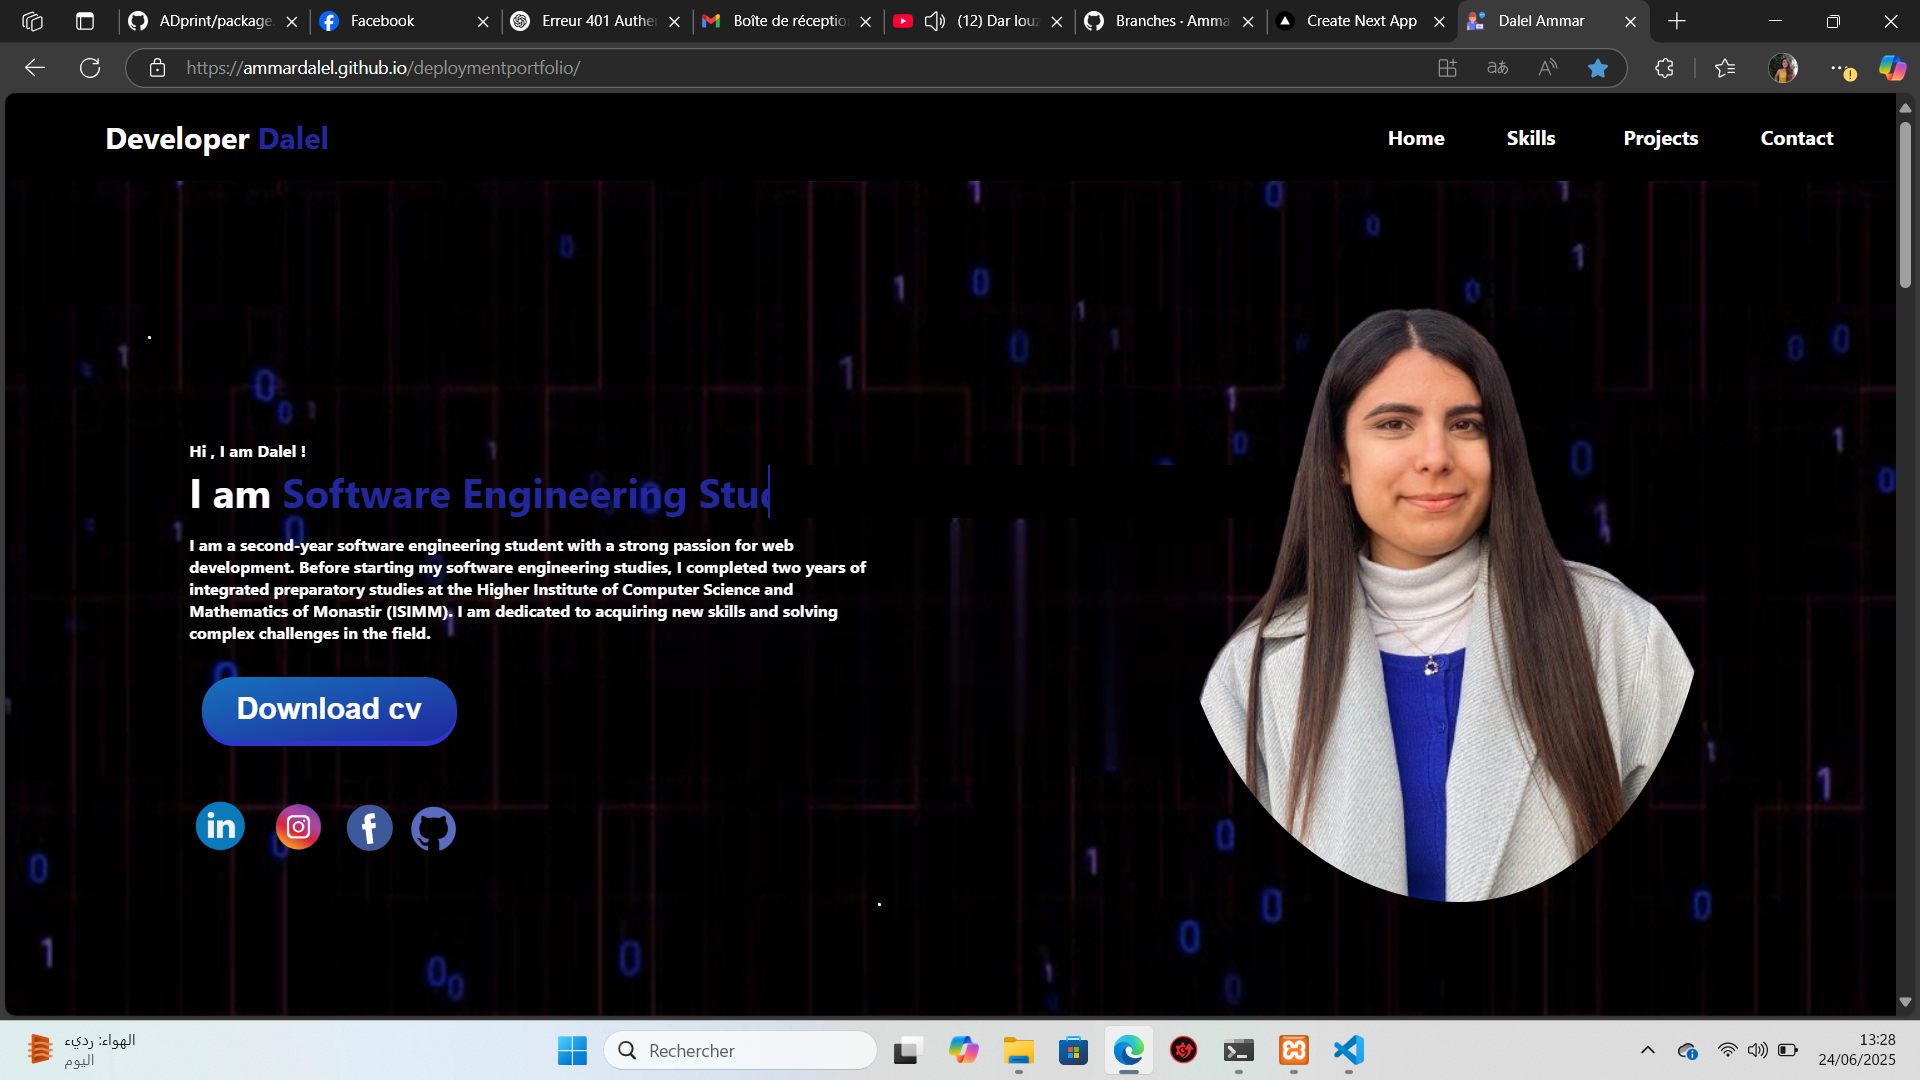 ADprint/package
Facebook
Erreur 401 Authe
Boîte de réceptio
(12) Dar louz
Branches · Amma
Create Next App
Dalel Ammar
https://ammardalel.github.io/deploymentportfolio/
Developer Dalel
Home
Skills
Projects
Contact
Hi , I am Dalel !
I am Software Engineering Stud
I am a second-year software engineering student with a strong passion for web
development. Before starting my software engineering studies, I completed two years of
integrated preparatory studies at the Higher Institute of Computer Science and
Mathematics of Monastir (ISIMM). I am dedicated to acquiring new skills and solving
complex challenges in the field.
Download cv
الهواء: رديء
اليوم
Rechercher
13:28
24/06/2025